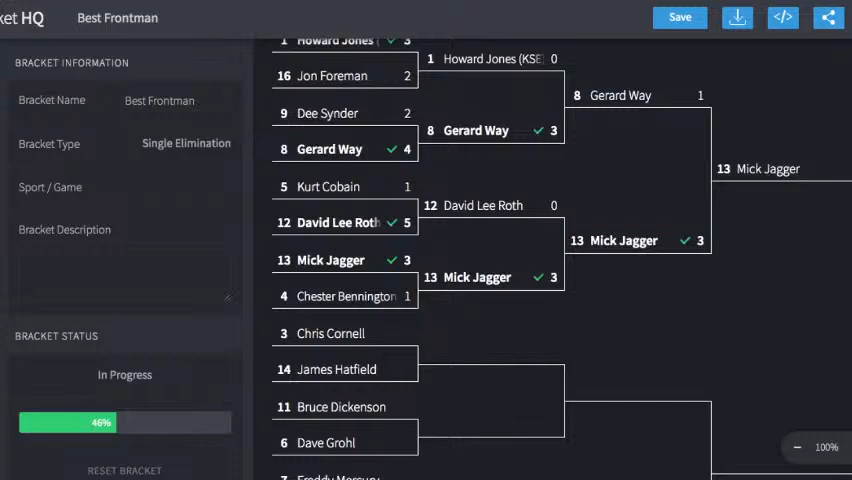 ket HQ
Best Frontman
Save
</>
BRACKET INFORMATION
Bracket Name
Best Frontman
Bracket Type
Single Elimination
Sport / Game
Bracket Description
BRACKET STATUS
In Progress
46%
RESET BRACKET
1 Howard Jones ( 3
16 Jon Foreman 2
9 Dee Synder 2
8 Gerard Way 4
5 Kurt Cobain 1
12 David Lee Roth 5
13 Mick Jagger 3
4 Chester Bennington 1
3 Chris Cornell
14 James Hatfield
11 Bruce Dickenson
6 Dave Grohl
7 Freddy Mercury
1 Howard Jones (KSE) 0
8 Gerard Way 3
12 David Lee Roth 0
13 Mick Jagger 3
8 Gerard Way 1
13 Mick Jagger 3
13 Mick Jagger
− 100%